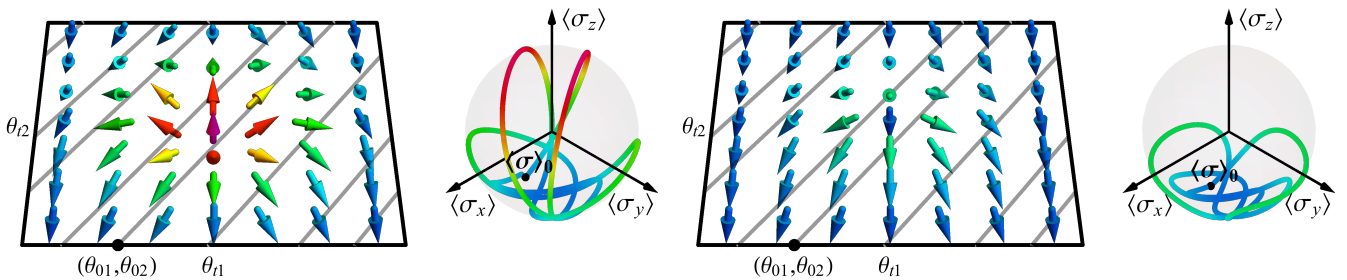 θt2
(θ01,θ02)
θt1
⟨σz⟩
⟨σ⟩0
⟨σx⟩
⟨σy⟩
θt2
(θ01,θ02)
θt1
⟨σz⟩
⟨σ⟩0
⟨σx⟩
⟨σy⟩